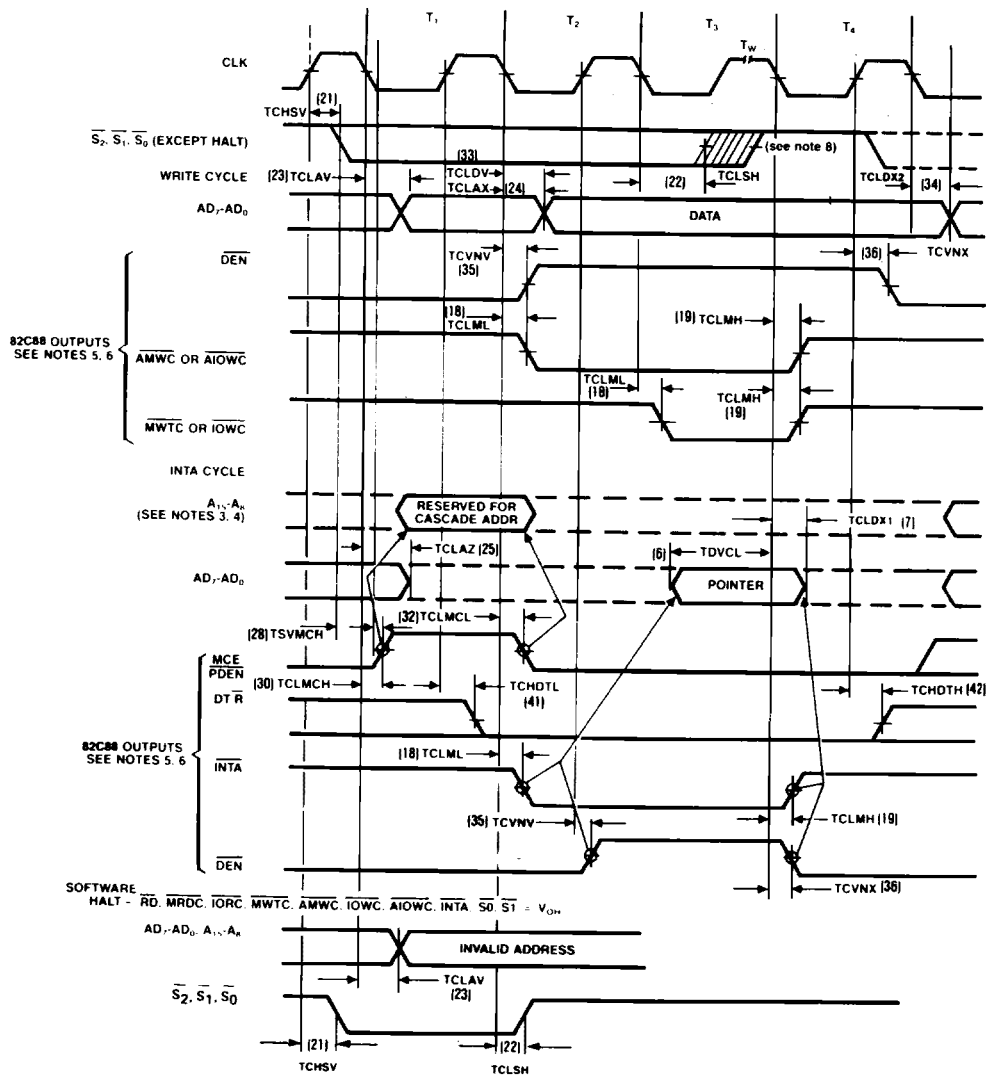 T1 T2 T3 TW T4
CLK
(21)
TCHSV
S2, S1, S0 (EXCEPT HALT)
(see note 8)
(33)
(23) TCLAV
TCLDV
TCLAX
(24)
(22)
TCLSH
TCLDX2
(34)
WRITE CYCLE
AD7-AD0
DATA
TCVNV
(35)
(36)
TCVNX
DEN
(18)
TCLML
(19) TCLMH
82C88 OUTPUTS
SEE NOTES 5, 6
AMWC OR AIOWC
TCLML
(18)
TCLMH
(19)
MWTC OR IOWC
INTA CYCLE
A15-A8
(SEE NOTES 3, 4)
RESERVED FOR
CASCADE ADDR
TCLDX1 (7)
TCLAZ (25)
(6)
TDVCL
AD7-AD0
POINTER
(28) TSVMCH
(32) TCLMCL
MCE
PDEN
(30) TCLMCH
TCHDTL
(41)
TCHDTH (42)
DT R
82C88 OUTPUTS
SEE NOTES 5, 6
(18) TCLML
INTA
(35) TCVNV
TCLMH (19)
DEN
TCVNX (36)
SOFTWARE
HALT - RD, MRDC, IORC, MWTC, AMWC, IOWC, AIOWC, INTA, S0, S1 = VOH
AD7-AD0, A15-A8
INVALID ADDRESS
TCLAV
(23)
S2, S1, S0
(21)
TCHSV
(22)
TCLSH